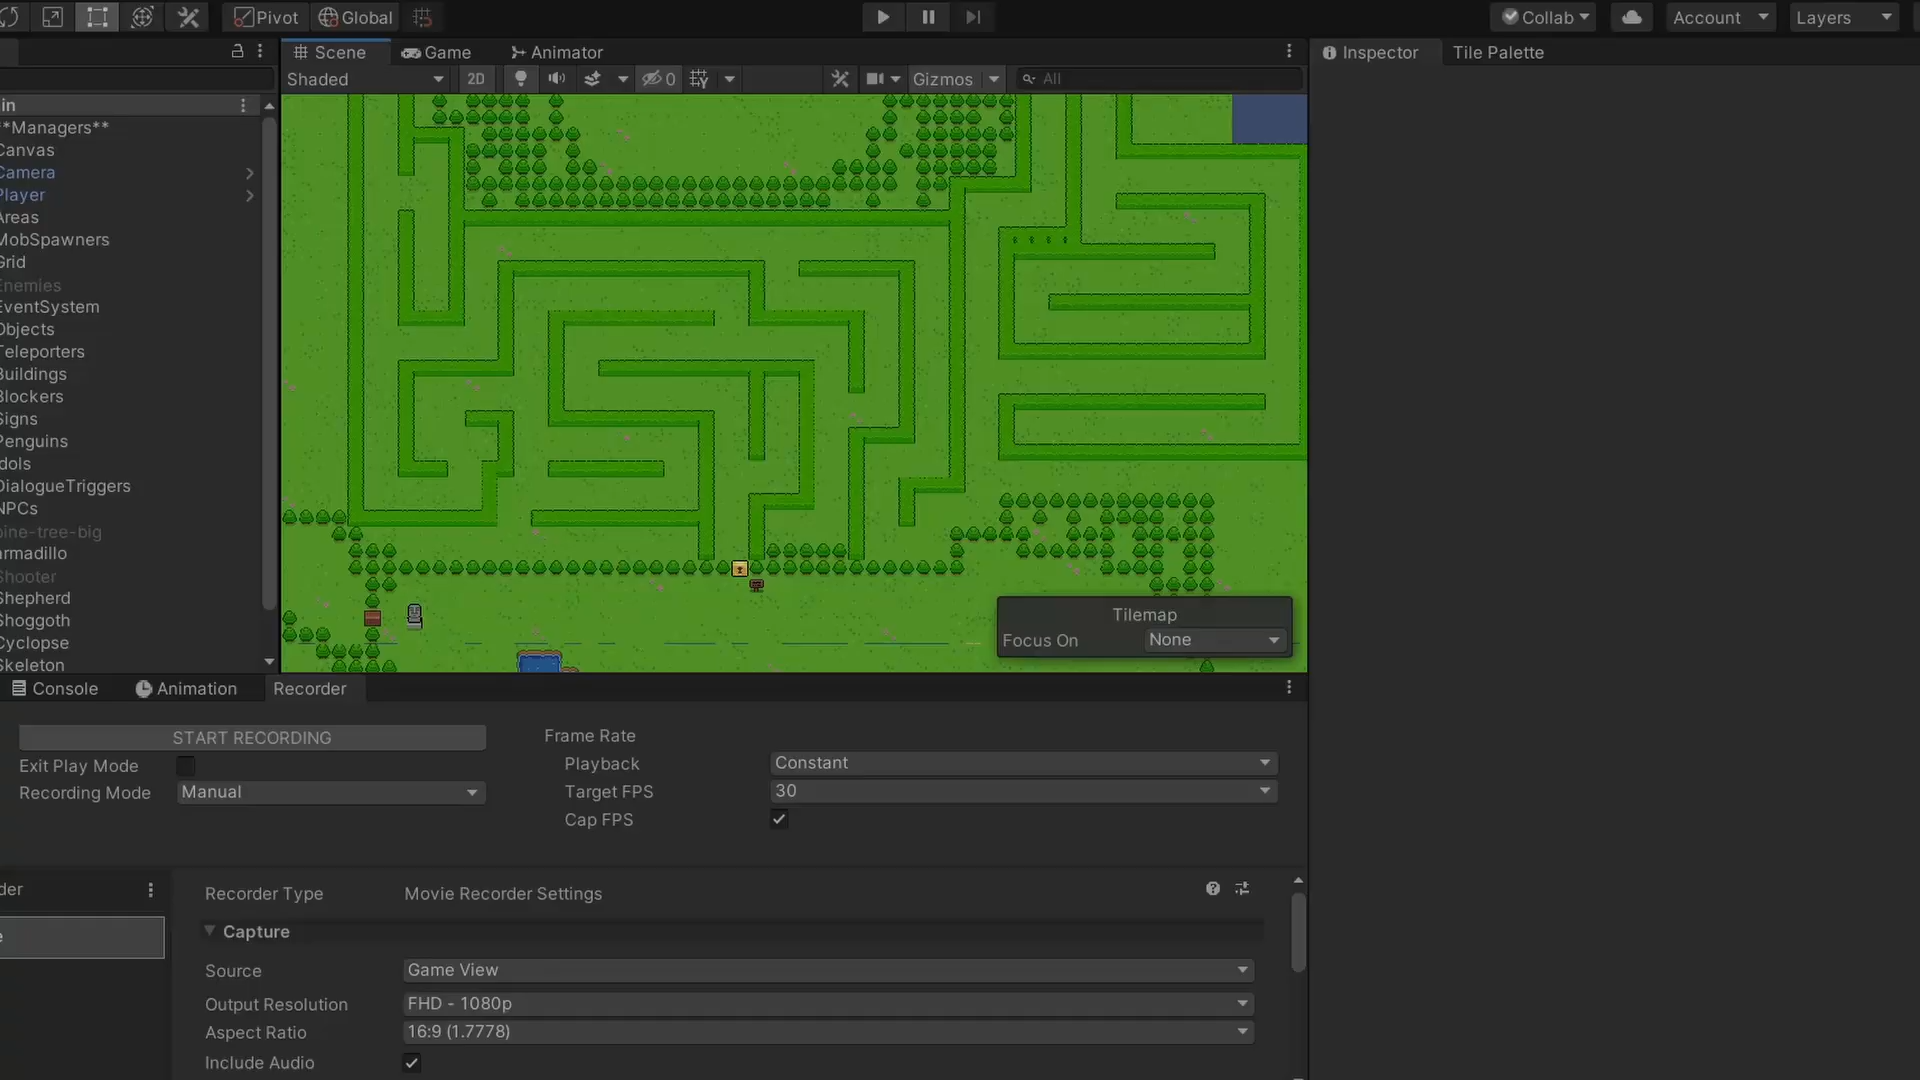 Pivot Global Collab Account Layers
Scene Game Animator Inspector Tile Palette
Shaded 2D 0 Gizmos All
in
**Managers**
Canvas
Camera
Player
Areas
MobSpawners
Grid
Enemies
EventSystem
Objects
Teleporters
Buildings
Blockers
Signs
Penguins
dols
DialogueTriggers
NPCs
pine-tree-big
armadillo
Shooter
Shepherd
Shoggoth
Cyclopse
Skeleton
Tilemap
Focus On None
Console Animation Recorder
START RECORDING
Exit Play Mode
Recording Mode Manual
Frame Rate
Playback Constant
Target FPS 30
Cap FPS
der
e
Recorder Type Movie Recorder Settings
Capture
Source Game View
Output Resolution FHD - 1080p
Aspect Ratio 16:9 (1.7778)
Include Audio